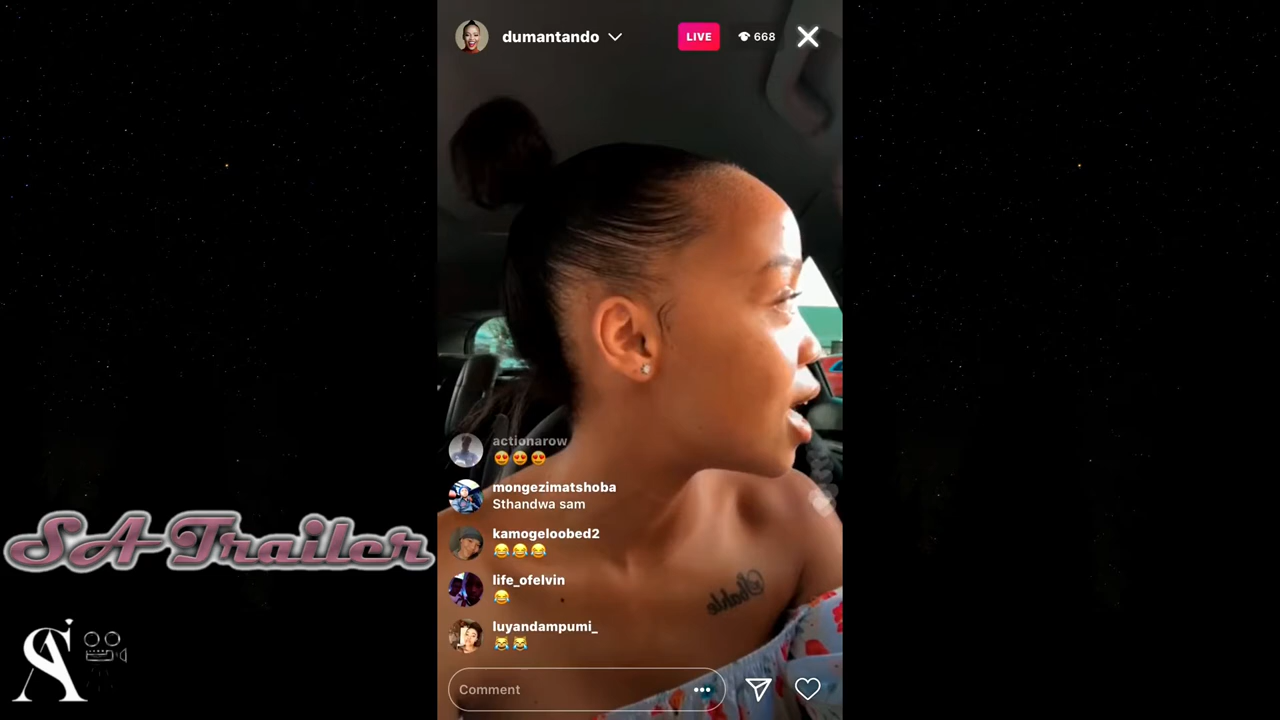 dumantando
LIVE
668
actionarow
mongezimatshoba
Sthandwa sam
kamogeloobed2
life_ofelvin
luyandampumi_
Comment
SA Trailer